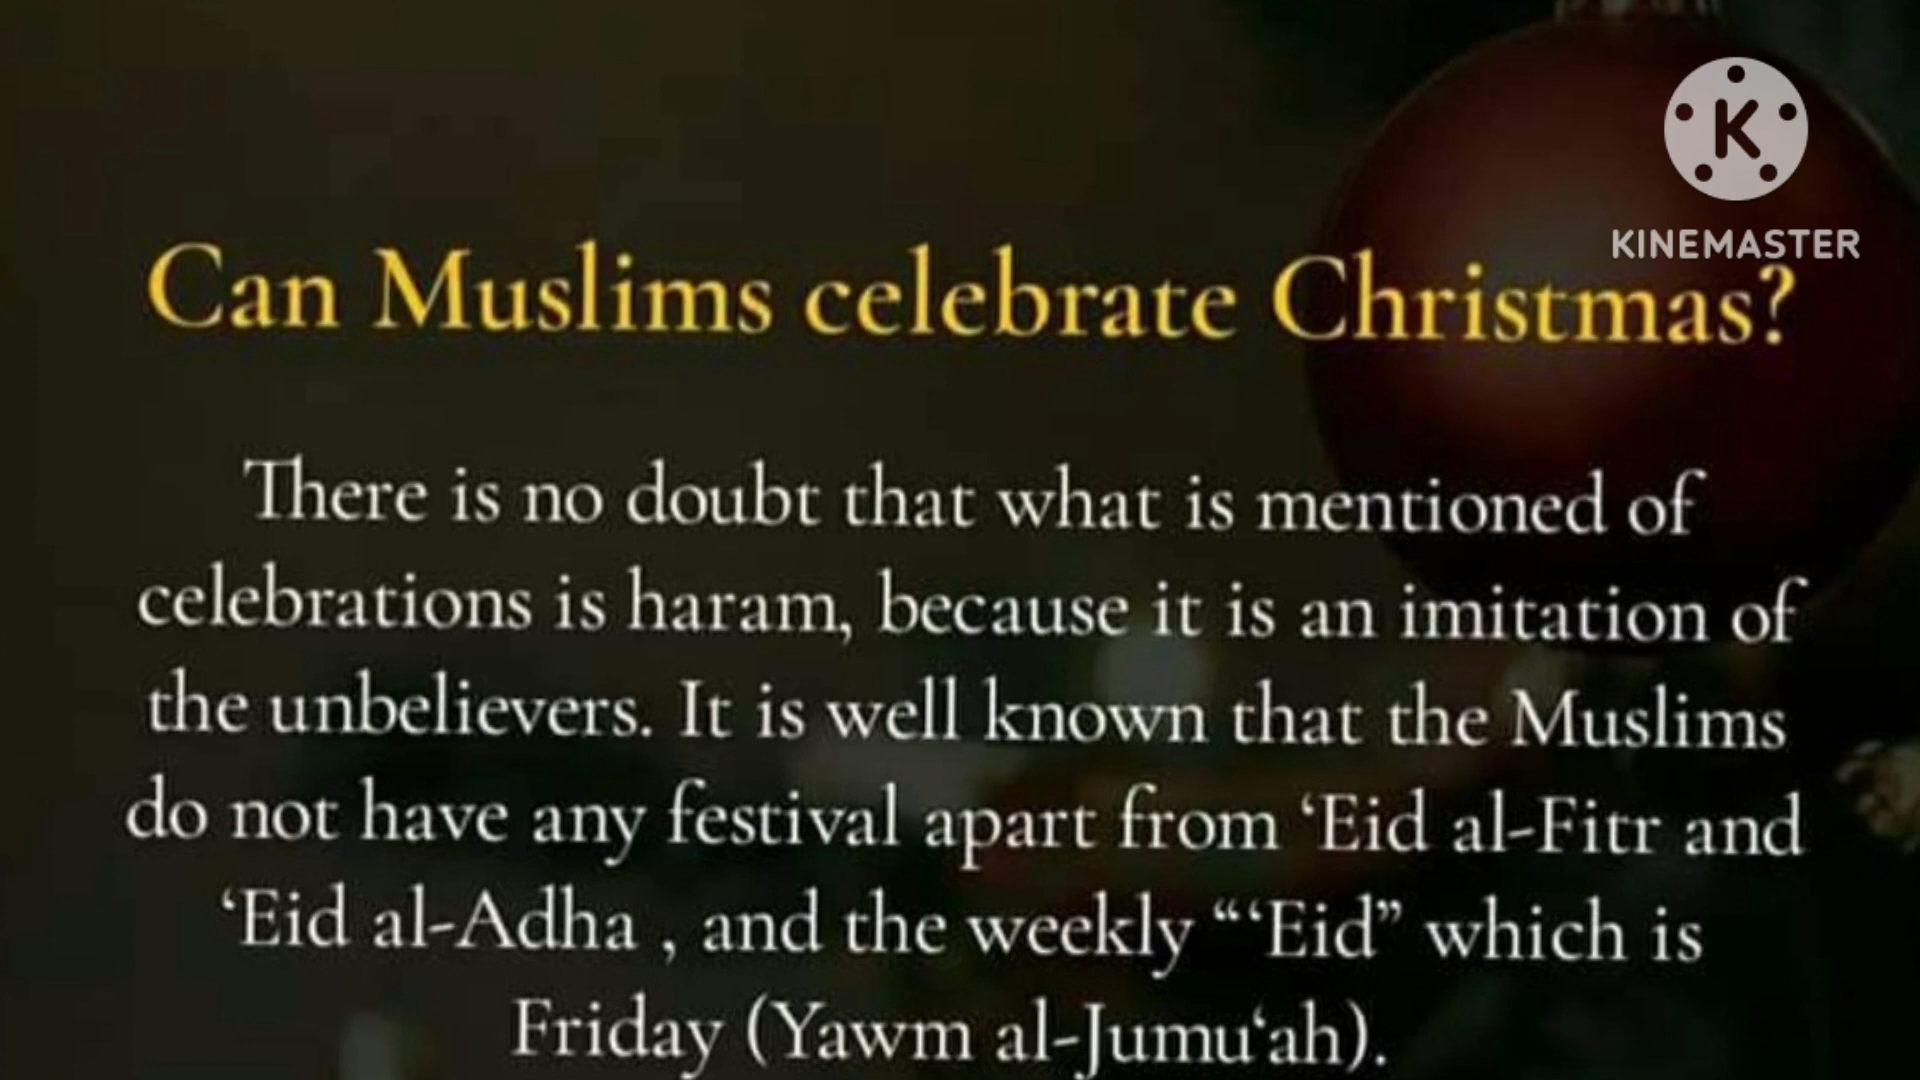 K
KINEMASTER
Can Muslims celebrate Christmas?
There is no doubt that what is mentioned of
celebrations is haram, because it is an imitation of
the unbelievers. It is well known that the Muslims
do not have any festival apart from ‘Eid al-Fitr and
‘Eid al-Adha , and the weekly “‘Eid” which is
Friday (Yawm al-Jumu‘ah).